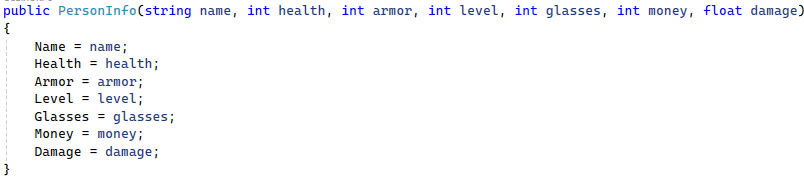 public PersonInfo(string name, int health, int armor, int level, int glasses, int money, float damage)
{
    Name = name;
    Health = health;
    Armor = armor;
    Level = level;
    Glasses = glasses;
    Money = money;
    Damage = damage;
}